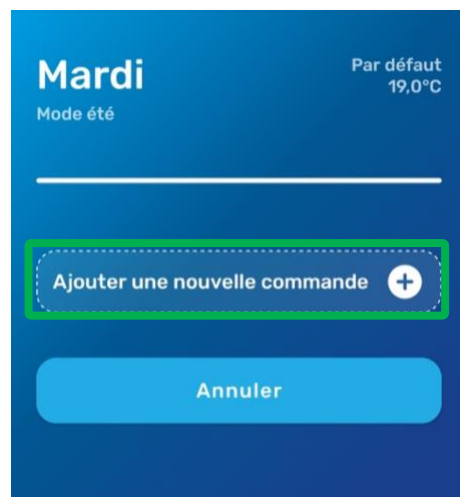 Mardi
Par défaut
19,0°C
Mode été
Ajouter une nouvelle commande
Annuler